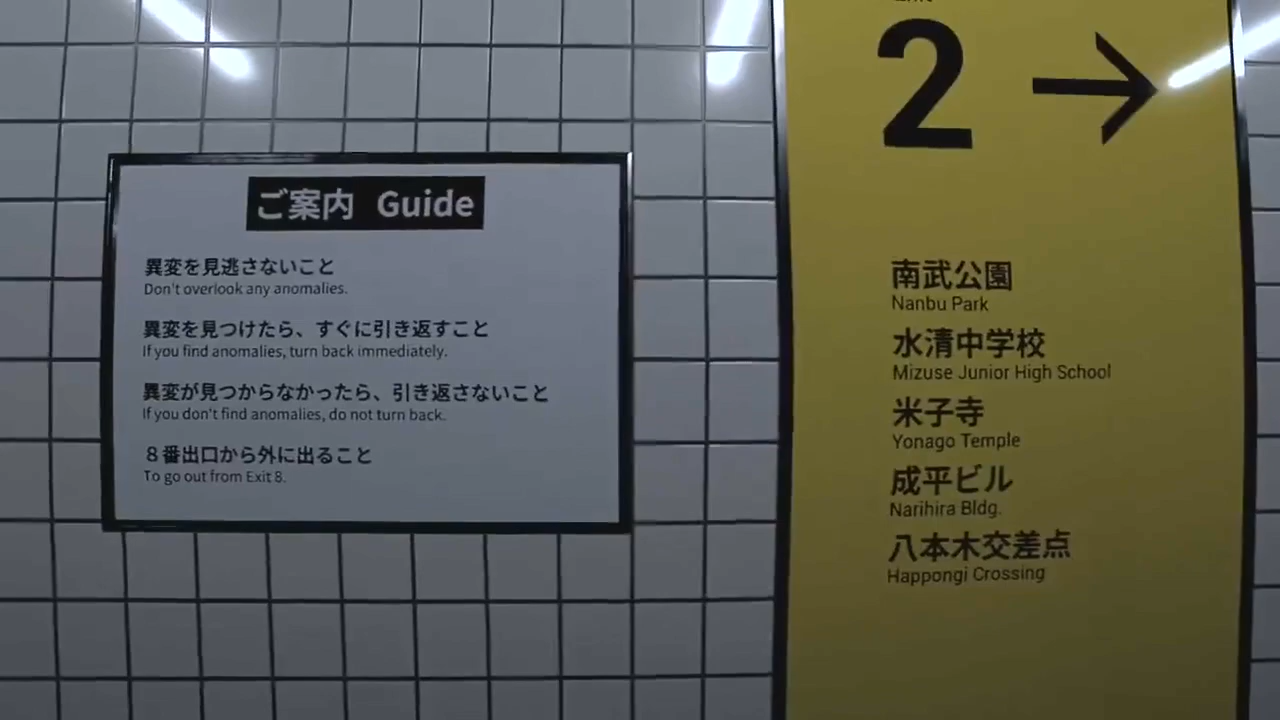 ご案内 Guide
異変を見逃さないこと
Don't overlook any anomalies.
異変を見つけたら、すぐに引き返すこと
If you find anomalies, turn back immediately.
異変が見つからなかったら、引き返さないこと
If you don't find anomalies, do not turn back.
８番出口から外に出ること
To go out from Exit 8.
2 →
南武公園
Nanbu Park
水清中学校
Mizuse Junior High School
米子寺
Yonago Temple
成平ビル
Narihira Bldg.
八本木交差点
Happongi Crossing